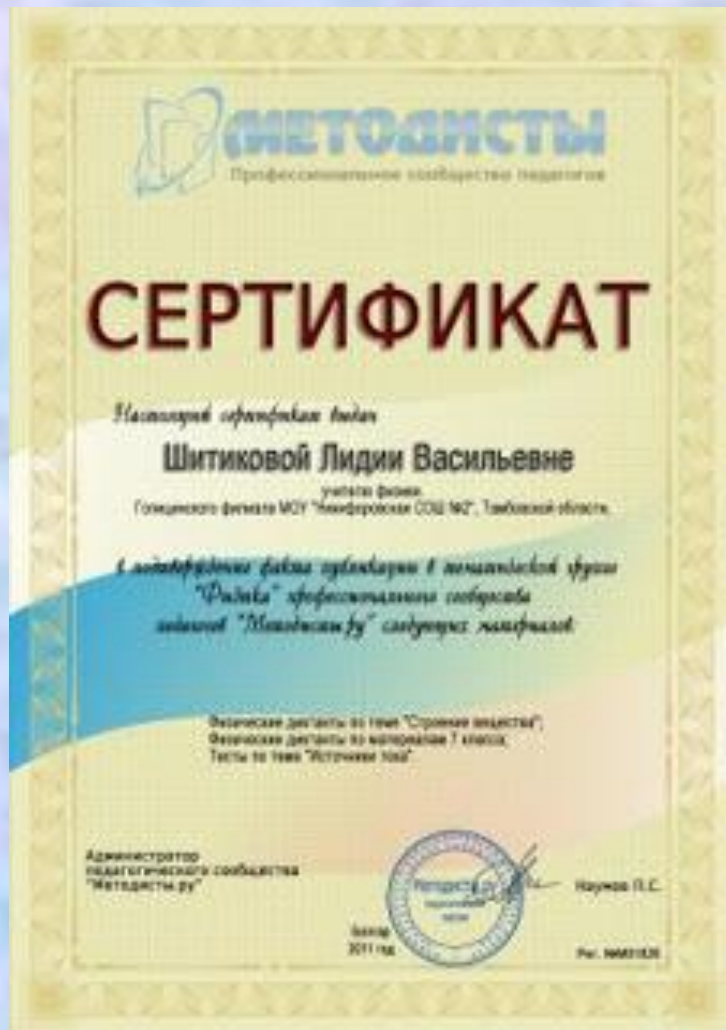 МЕТОДИСТЫ
Профессиональное сообщество педагогов
СЕРТИФИКАТ
Настоящий сертификат выдан
Шитиковой Лидии Васильевне
учителю физики
филиала МОУ "Никифоровская СОШ №2", Тамбовской области,
в подтверждение факта публикации в тематической группе
"Физика" профессионального сообщества
педагогов "Методисты.ру" следующих материалов:
Физические диктанты по теме "Строение вещества";
Физические диктанты по материалам 7 класса;
Тесты по теме "Источники тока".
Администратор
педагогического сообщества
"Методисты.ру"
Методисты.ру
Наумов П.С.
2011 год
Рег.